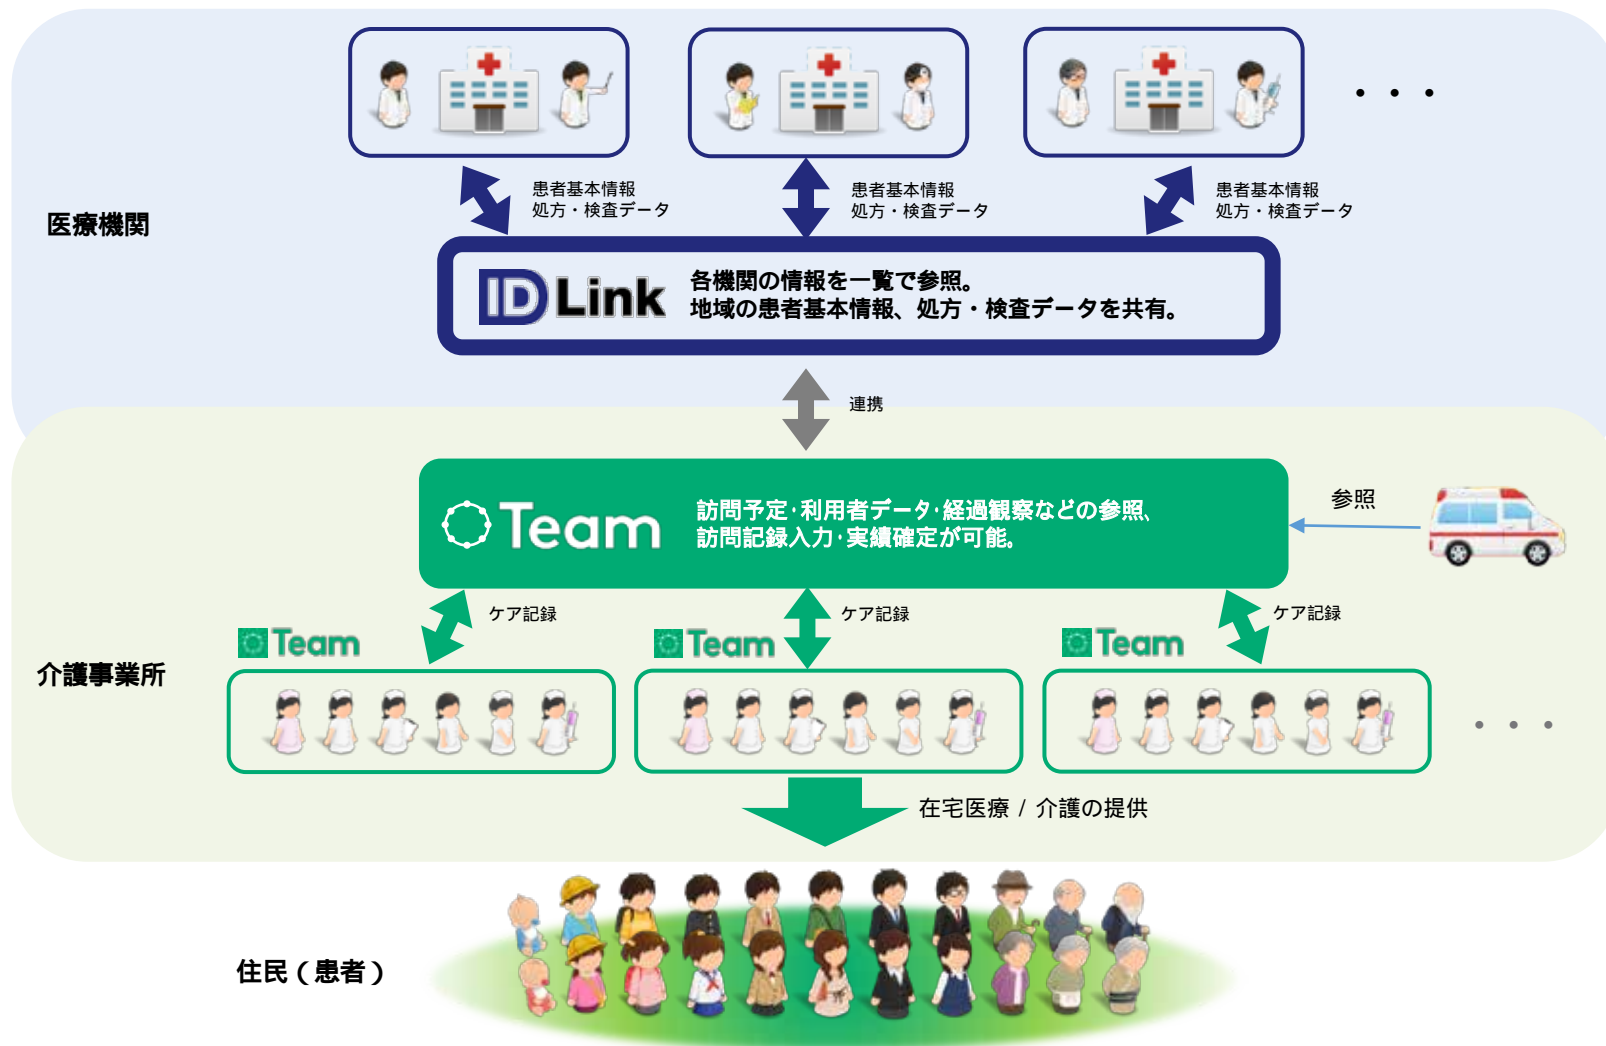 患者基本情報
処方・検査データ
患者基本情報
処方・検査データ
患者基本情報
処方・検査データ
・・・
医療機関
ID Link
各機関の情報を一覧で参照。
地域の患者基本情報、処方・検査データを共有。
連携
Team
訪問予定・利用者データ・経過観察などの参照、
訪問記録入力・実績確定が可能。
参照
ケア記録
ケア記録
ケア記録
Team
Team
Team
介護事業所
・・・
在宅医療 / 介護の提供
住民（患者）